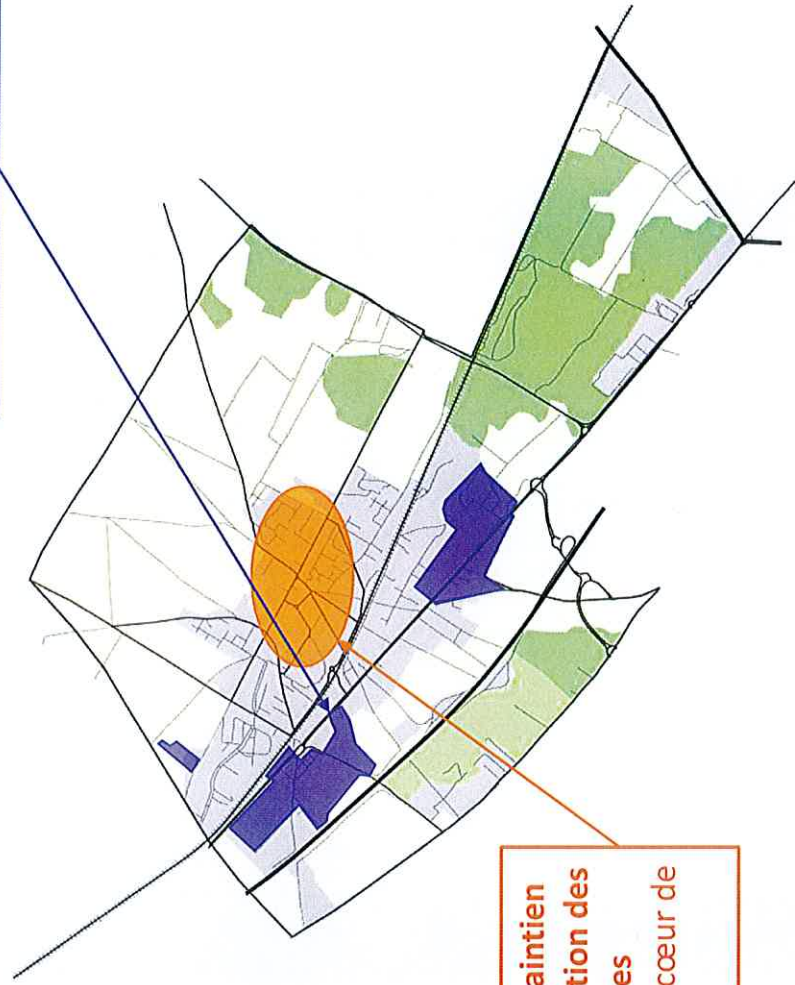 aintien
tion des
es
cœur de